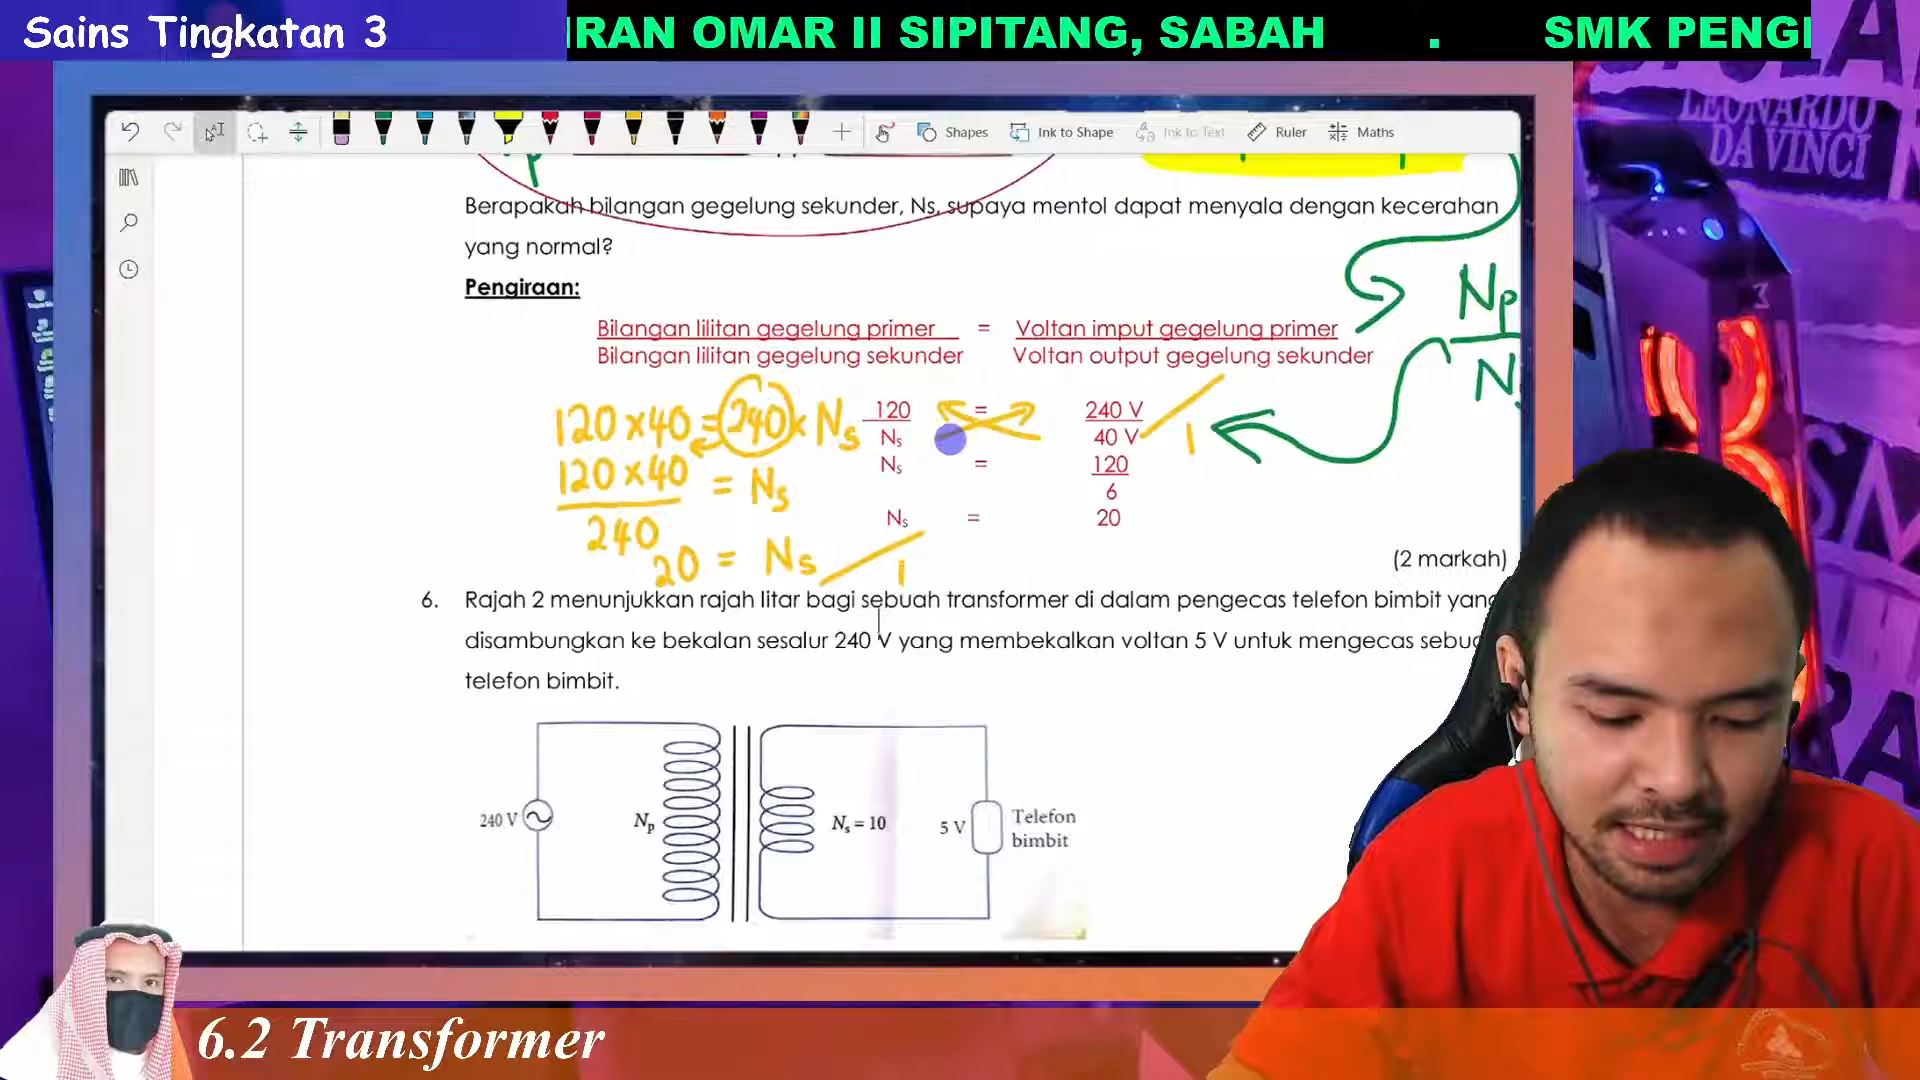 Sains Tingkatan 3
IRAN OMAR II SIPITANG, SABAH . SMK PENGI
Shapes Ink to Shape Ink to Text Ruler Maths
Berapakah bilangan gegelung sekunder, Ns, supaya mentol dapat menyala dengan kecerahan
yang normal?
Pengiraan:
Bilangan lilitan gegelung primer = Voltan imput gegelung primer
Bilangan lilitan gegelung sekunder Voltan output gegelung sekunder
Np
N
120 = 240 V
Ns 40 V
Ns = 120
6
Ns = 20
120 × 40 = 240 × Ns
120 × 40 = Ns
240
20 = Ns
1
1
(2 markah)
6. Rajah 2 menunjukkan rajah litar bagi sebuah transformer di dalam pengecas telefon bimbit yang
disambungkan ke bekalan sesalur 240 V yang membekalkan voltan 5 V untuk mengecas sebua
telefon bimbit.
240 V Np Ns = 10 5 V Telefon
bimbit
6.2 Transformer
LEONARDO
DA VINCI